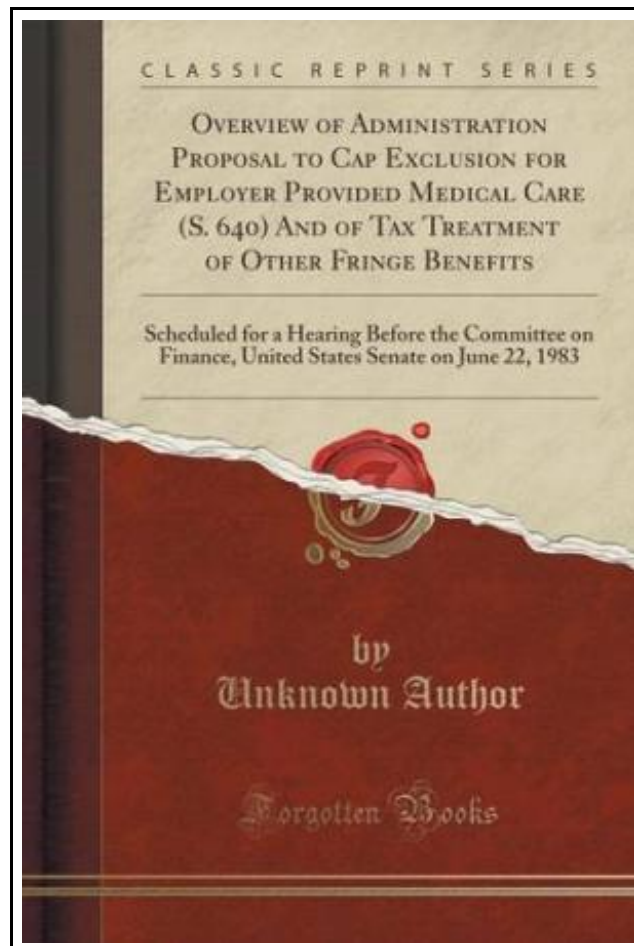 CLASSIC REPRINT SERIES
OVERVIEW OF ADMINISTRATION
PROPOSAL TO CAP EXCLUSION FOR
EMPLOYER PROVIDED MEDICAL CARE
(S. 640) AND OF TAX TREATMENT
OF OTHER FRINGE BENEFITS
Scheduled for a Hearing Before the Committee on
Finance, United States Senate on June 22, 1983
by
Unknown Author
Forgotten Books